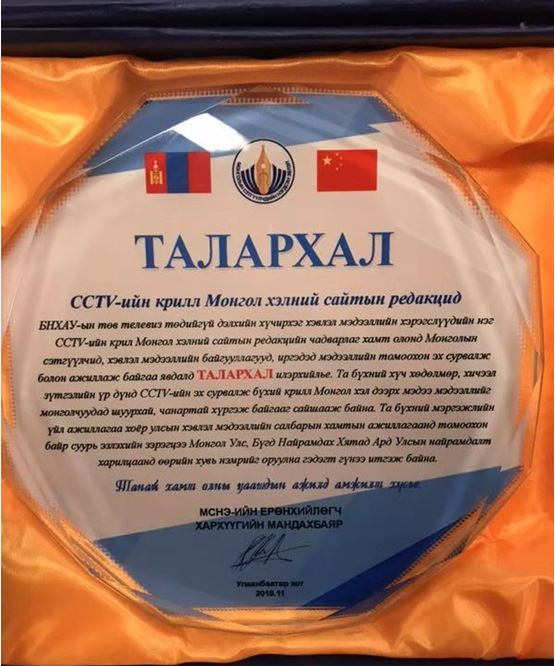 ТАЛАРХАЛ
CCTV-ийн крилл Монгол хэлний сайтын редакцид
БНХАУ-ын төв телевиз төдийгүй дэлхийн хүчирхэг хэвлэл мэдээллийн хэрэгслүүдийн нэг
CCTV-ийн крил Монгол хэлний сайтын редакцийн чадварлаг хамт олонд Монголын
сэтгүүлчид, хэвлэл мэдээллийн байгууллагууд, иргэдэд мэдээллийн томоохон эх сурвалж
болон ажиллаж байгаа явдалд ТАЛАРХАЛ илэрхийлье. Та бүхний хүч хөдөлмөр, хичээл
зүтгэлийн үр дүнд CCTV-ийн эх сурвалж бүхий крилл Монгол хэл дээрх мэдээ мэдээллийг
монголчуудад шуурхай, чанартай хүргэж байгааг сайшааж байна. Та бүхний мэргэжлийн
үйл ажиллагаа хоёр улсын хэвлэл мэдээллийн салбарын хамтын ажиллагаанд томоохон
байр суурь эзлэхийн зэрэгцээ Монгол Улс, Бүгд Найрамдах Хятад Ард Улсын найрамдалт
харилцаанд өөрийн хувь нэмрийг оруулна гэдэгт гүнээ итгэж байна.
Танай хамт олны цаашдын ажилд амжилт хүсье.
МСНЭ-ИЙН ЕРӨНХИЙЛӨГЧ
ХАРХҮҮГИЙН МАНДАХБАЯР
Улаанбаатар хот
2018.11